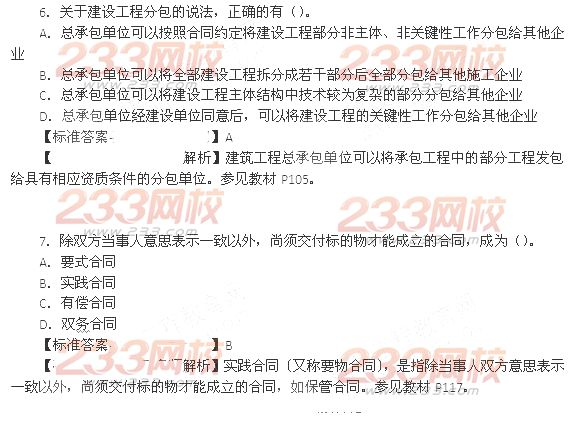 6. 关于建设工程分包的说法，正确的有（）。
A. 总承包单位可以按照合同约定将建设工程部分非主体、非关键性工作分包给其他企
业
B. 总承包单位可以将全部建设工程拆分成若干部分后全部分包给其他施工企业
C. 总承包单位可以将建设工程主体结构中技术较为复杂的部分分包给其他企业
D. 总承包单位经建设单位同意后，可以将建设工程的关键性工作分包给其他企业
【标准答案 】A
【 解析】建筑工程总承包单位可以将承包工程中的部分工程发包
给具有相应资质条件的分包单位。参见教材 P105。
233网校
www.233.com
7. 除双方当事人意思表示一致以外，尚须交付标的物才能成立的合同，成为（）。
A. 要式合同
B. 实践合同
C. 有偿合同
D. 双务合同
【标准答案 】B
【 解析】实践合同（又称要物合同），是指除当事人双方意思表示
一致以外，尚须交付标的物才能成立的合同，如保管合同。参见教材 P117。